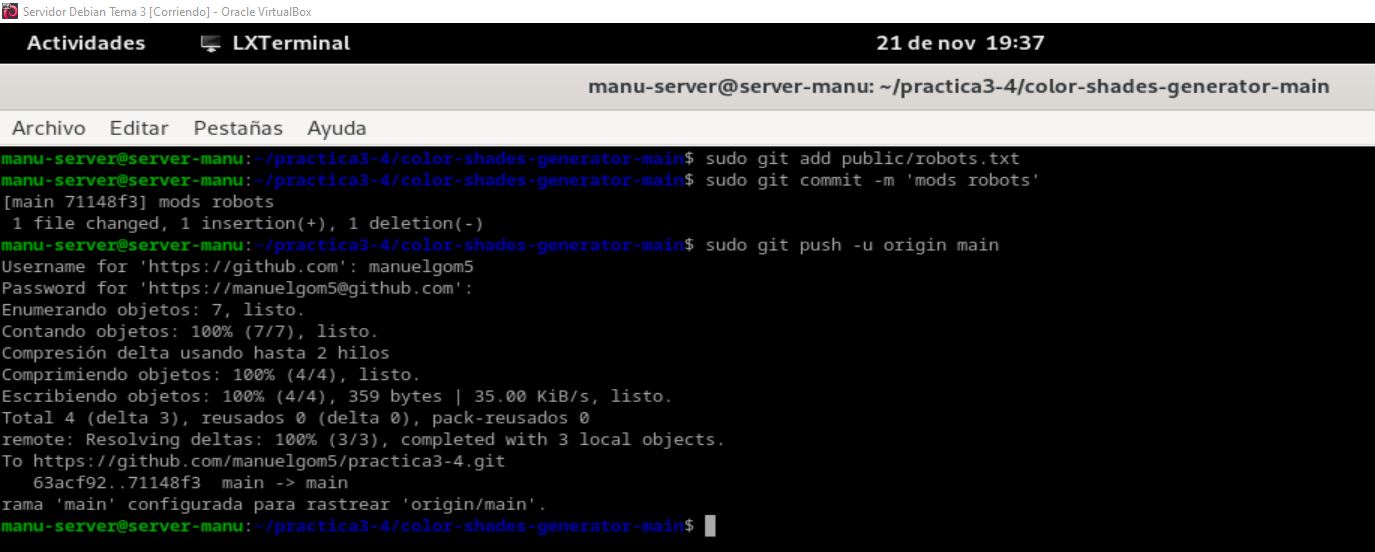 Servidor Debian Tema 3 [Corriendo] - Oracle VirtualBox
Actividades LXTerminal 21 de nov 19:37
manu-server@server-manu: ~/practica3-4/color-shades-generator-main
Archivo Editar Pestañas Ayuda
manu-server@server-manu:~/practica3-4/color-shades-generator-main$ sudo git add public/robots.txt
manu-server@server-manu:~/practica3-4/color-shades-generator-main$ sudo git commit -m 'mods robots'
[main 71148f3] mods robots
 1 file changed, 1 insertion(+), 1 deletion(-)
manu-server@server-manu:~/practica3-4/color-shades-generator-main$ sudo git push -u origin main
Username for 'https://github.com': manuelgom5
Password for 'https://manuelgom5@github.com':
Enumerando objetos: 7, listo.
Contando objetos: 100% (7/7), listo.
Compresión delta usando hasta 2 hilos
Comprimiendo objetos: 100% (4/4), listo.
Escribiendo objetos: 100% (4/4), 359 bytes | 35.00 KiB/s, listo.
Total 4 (delta 3), reusados 0 (delta 0), pack-reusados 0
remote: Resolving deltas: 100% (3/3), completed with 3 local objects.
To https://github.com/manuelgom5/practica3-4.git
   63acf92..71148f3  main -> main
rama 'main' configurada para rastrear 'origin/main'.
manu-server@server-manu:~/practica3-4/color-shades-generator-main$